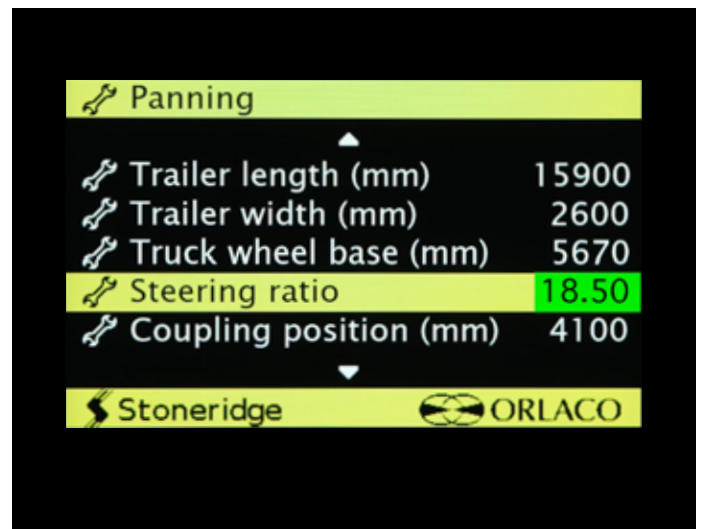 Panning
Trailer length (mm) 15900
Trailer width (mm) 2600
Truck wheel base (mm) 5670
Steering ratio 18.50
Coupling position (mm) 4100
Stoneridge ORLACO